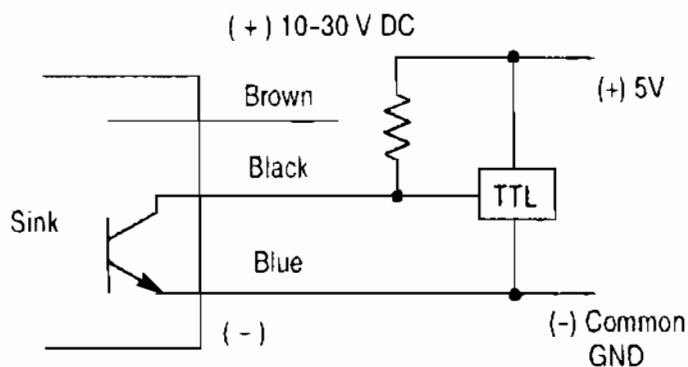 (+) 10-30 V DC
Brown
(+) 5V
Black
TTL
Sink
Blue
(-)
(-) Common
GND